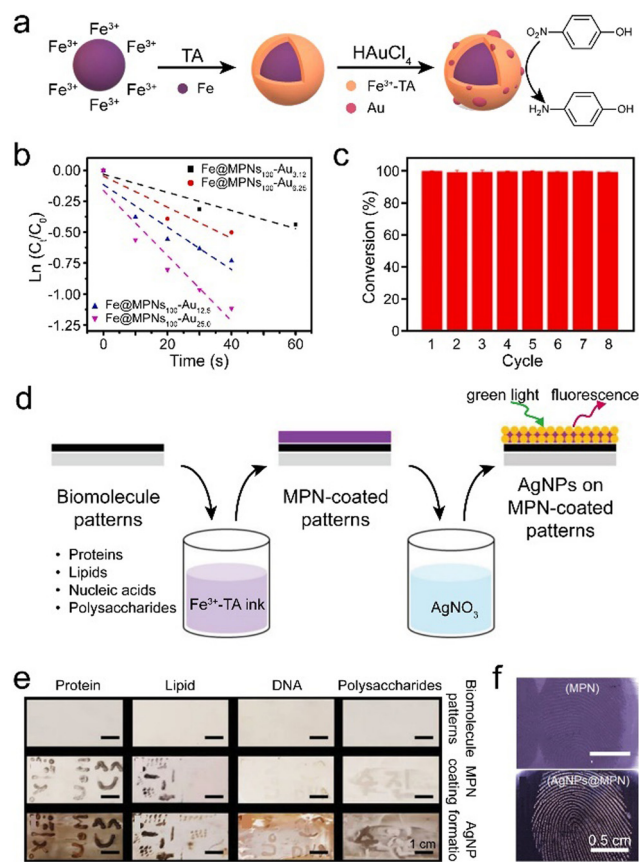 a
Fe³⁺
Fe³⁺ Fe³⁺
Fe³⁺ Fe³⁺
Fe³⁺
TA
Fe
HAuCl₄
Fe³⁺-TA
Au
O₂N
OH
H₂N
OH
b
Ln (Cₜ/C₀)
0.00
-0.25
-0.50
-0.75
-1.00
-1.25
Fe@MPNs₁₀₀-Au₃.₁₂
Fe@MPNs₁₀₀-Au₆.₂₅
Fe@MPNs₁₀₀-Au₁₂.₅
Fe@MPNs₁₀₀-Au₂₅.₀
0 20 40 60
Time (s)
c
Conversion (%)
100
80
60
40
20
0
1 2 3 4 5 6 7 8
Cycle
d
green light fluorescence
Biomolecule
patterns
• Proteins
• Lipids
• Nucleic acids
• Polysaccharides
Fe³⁺-TA ink
MPN-coated
patterns
AgNO₃
AgNPs on
MPN-coated
patterns
e
Protein Lipid DNA Polysaccharides
Biomolecule
patterns
MPN
coating
AgNP
1 cm
f
(MPN)
(AgNPs@MPN)
0.5 cm